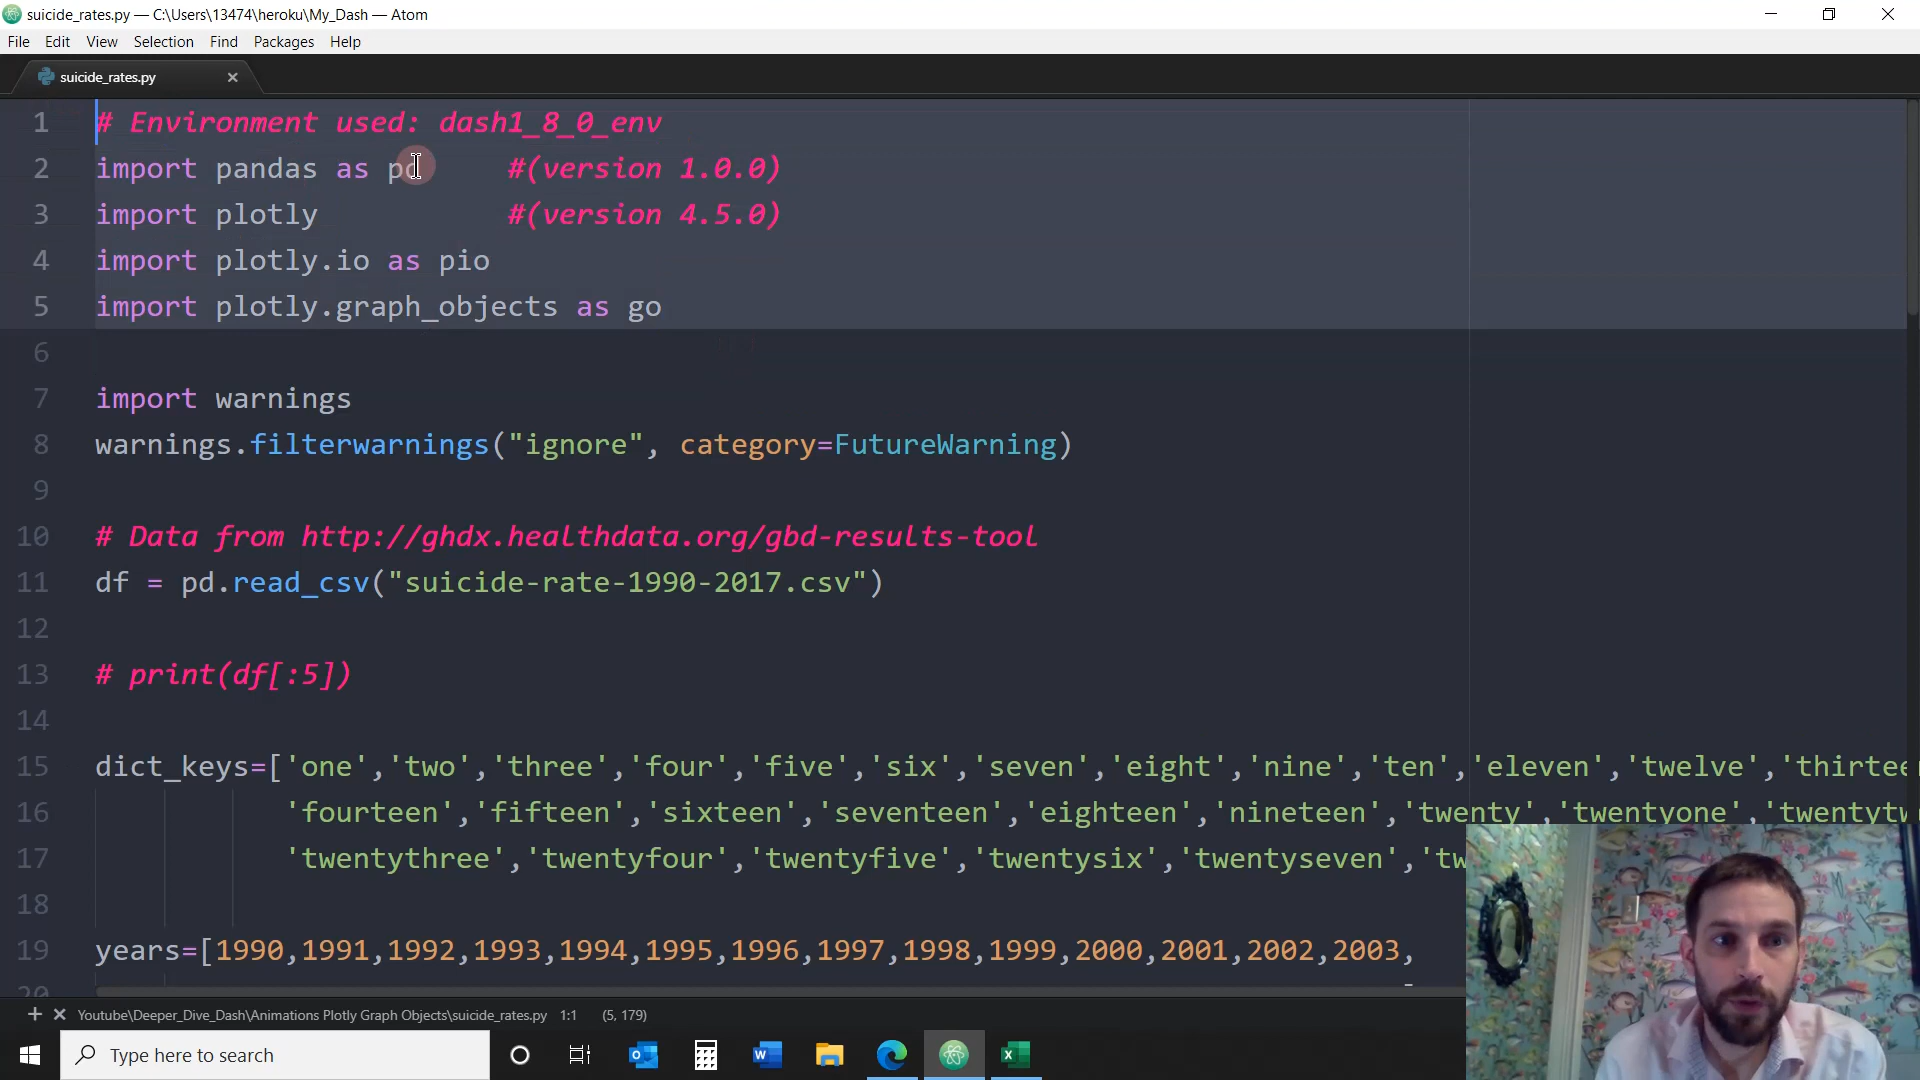 suicide_rates.py — C:\Users\13474\heroku\My_Dash — Atom
File Edit View Selection Find Packages Help
suicide_rates.py
1 # Environment used: dash1_8_0_env
2 import pandas as pd #(version 1.0.0)
3 import plotly #(version 4.5.0)
4 import plotly.io as pio
5 import plotly.graph_objects as go
6
7 import warnings
8 warnings.filterwarnings("ignore", category=FutureWarning)
9
10 # Data from http://ghdx.healthdata.org/gbd-results-tool
11 df = pd.read_csv("suicide-rate-1990-2017.csv")
12
13 # print(df[:5])
14
15 dict_keys=['one','two','three','four','five','six','seven','eight','nine','ten','eleven','twelve','thirtee
16 'fourteen','fifteen','sixteen','seventeen','eighteen','nineteen','twenty','twentyone','twentytw
17 'twentythree','twentyfour','twentyfive','twentysix','twentyseven','tw
18
19 years=[1990,1991,1992,1993,1994,1995,1996,1997,1998,1999,2000,2001,2002,2003,
20
Youtube\Deeper_Dive_Dash\Animations Plotly Graph Objects\suicide_rates.py 1:1 (5, 179)
Type here to search